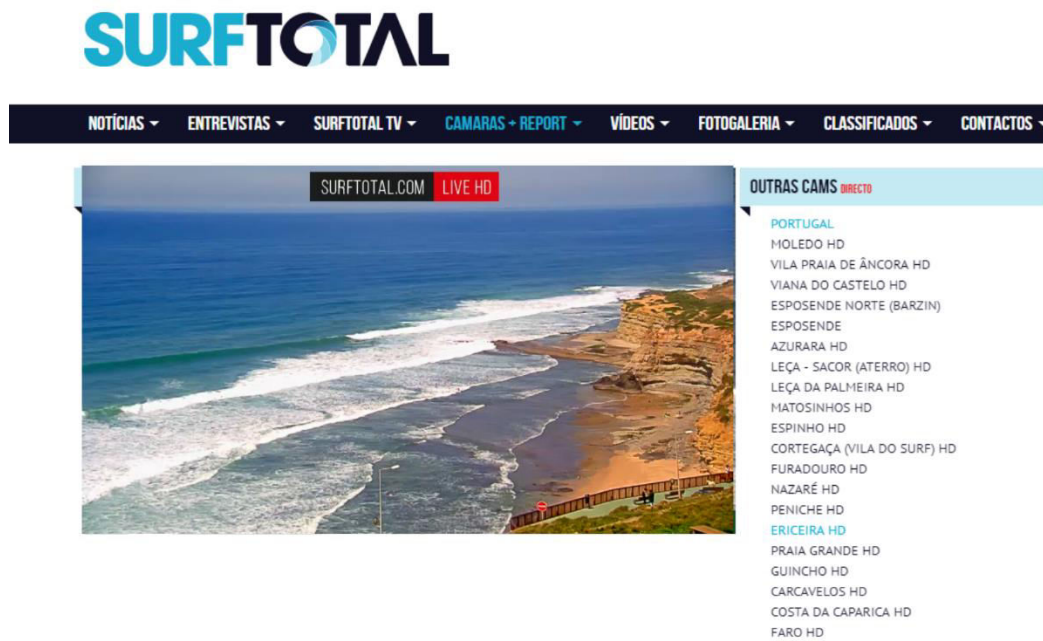 SURFTOTAL
NOTÍCIAS ENTREVISTAS SURFTOTAL TV CAMARAS + REPORT VÍDEOS FOTOGALERIA CLASSIFICADOS CONTACTOS
SURFTOTAL.COM LIVE HD
OUTRAS CAMS DIRECTO
PORTUGAL
MOLEDO HD
VILA PRAIA DE ÂNCORA HD
VIANA DO CASTELO HD
ESPOSENDE NORTE (BARZIN)
ESPOSENDE
AZURARA HD
LEÇA - SACOR (ATERRO) HD
LEÇA DA PALMEIRA HD
MATOSINHOS HD
ESPINHO HD
CORTEGAÇA (VILA DO SURF) HD
FURADOURO HD
NAZARÉ HD
PENICHE HD
ERICEIRA HD
PRAIA GRANDE HD
GUINCHO HD
CARCAVELOS HD
COSTA DA CAPARICA HD
FARO HD